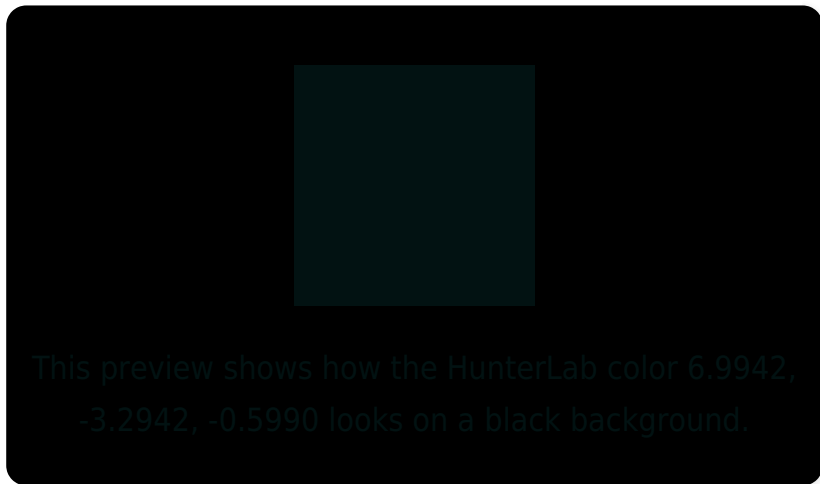 This preview shows how the HunterLab color 6.9942,
-3.2942, -0.5990 looks on a black background.